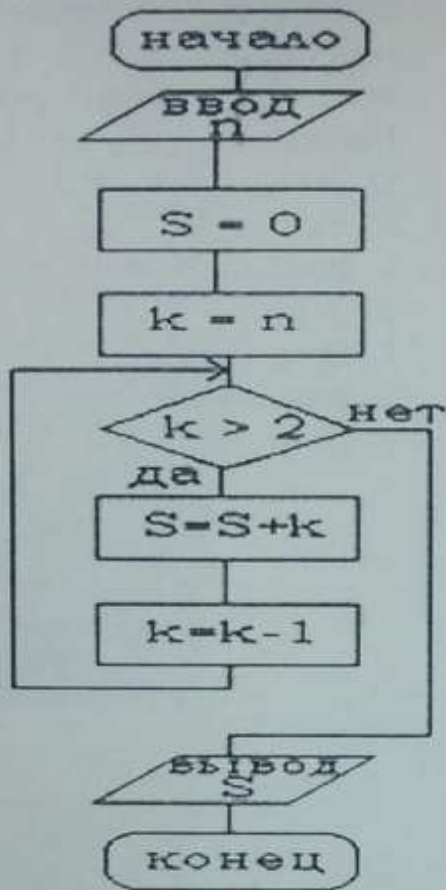 начало
ввод
n
S = 0
k = n
k > 2
нет
да
S=S+k
k=k-1
вывод
S
конец